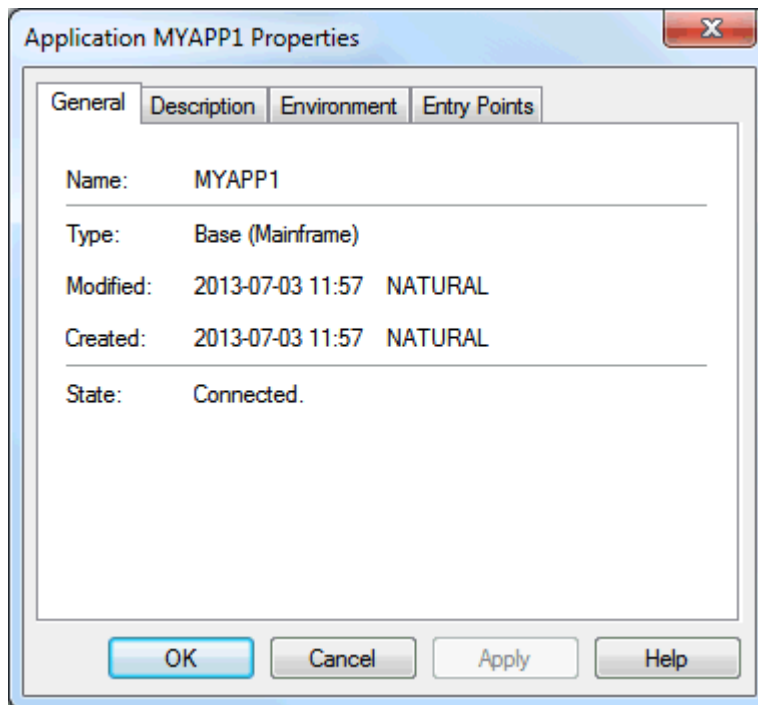 Application MYAPP1 Properties
General Description Environment Entry Points
Name: MYAPP1
Type: Base (Mainframe)
Modified: 2013-07-03 11:57 NATURAL
Created: 2013-07-03 11:57 NATURAL
State: Connected.
OK Cancel Apply Help